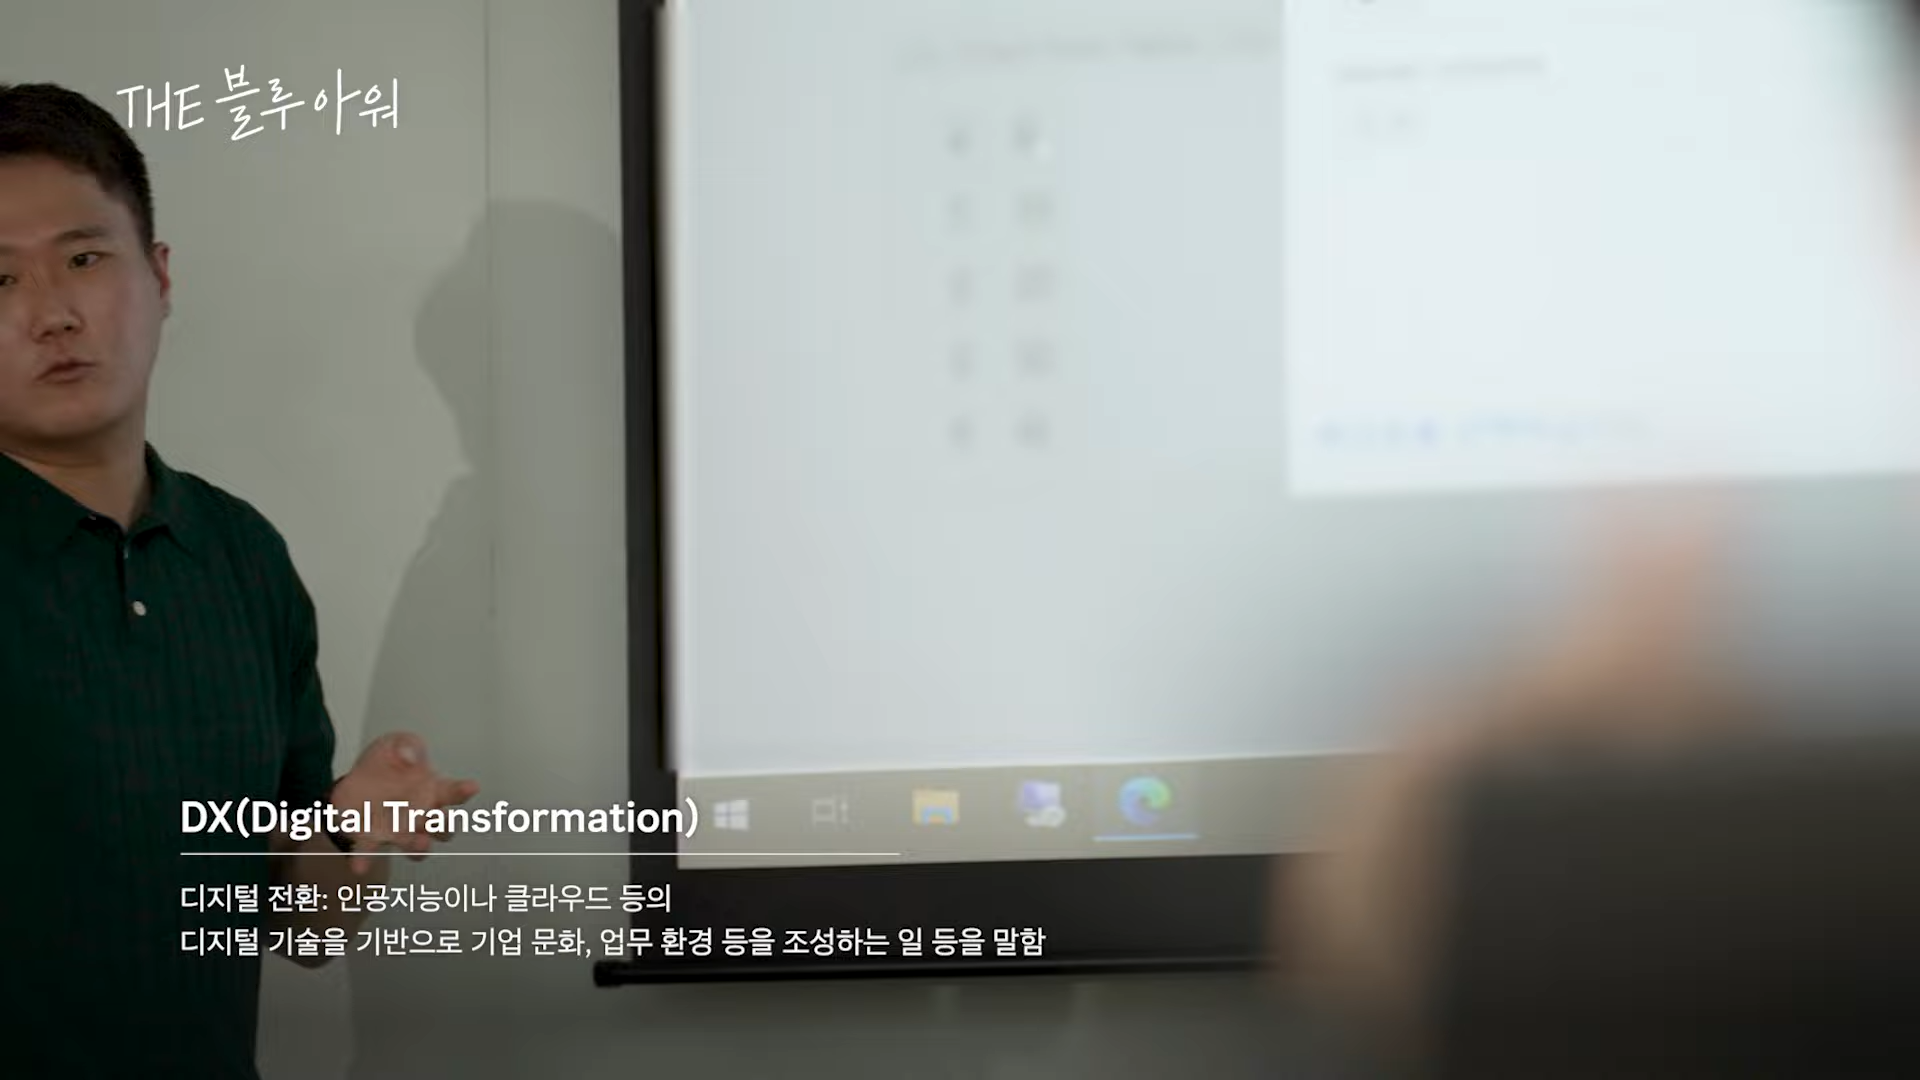 THE 블루아워
DX(Digital Transformation)
디지털 전환: 인공지능이나 클라우드 등의
디지털 기술을 기반으로 기업 문화, 업무 환경 등을 조성하는 일 등을 말함